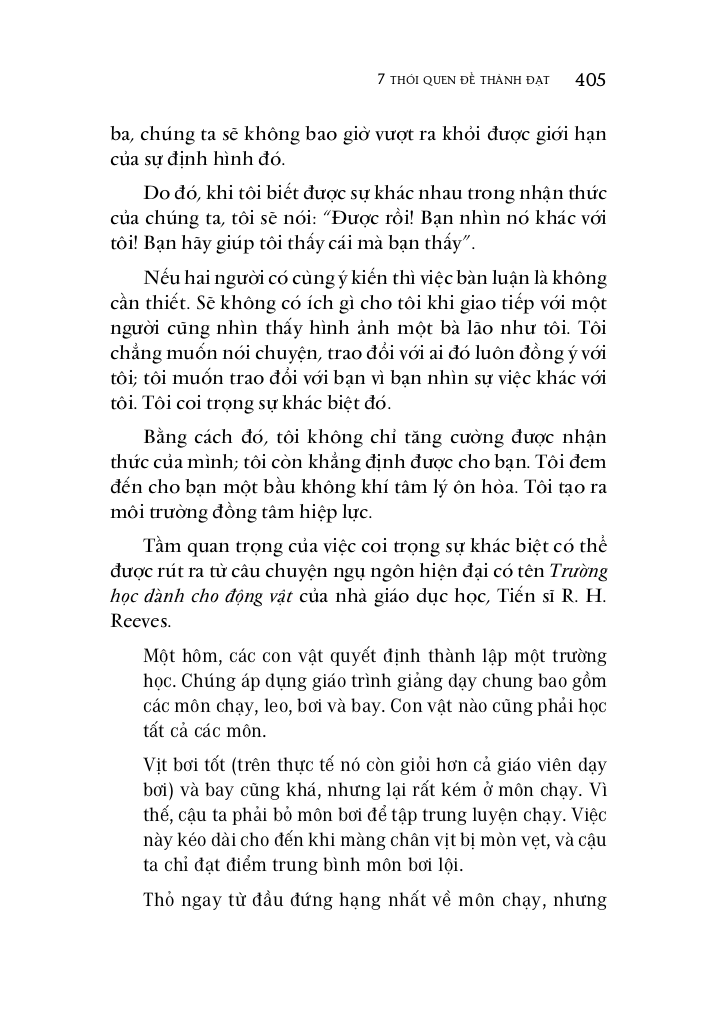 7 THÓI QUEN ĐỂ THÀNH ĐẠT 405
ba, chúng ta sẽ không bao giờ vượt ra khỏi được giới hạn
của sự định hình đó.
Do đó, khi tôi biết được sự khác nhau trong nhận thức
của chúng ta, tôi sẽ nói: “Được rồi! Bạn nhìn nó khác với
tôi! Bạn hãy giúp tôi thấy cái mà bạn thấy”.
Nếu hai người có cùng ý kiến thì việc bàn luận là không
cần thiết. Sẽ không có ích gì cho tôi khi giao tiếp với một
người cũng nhìn thấy hình ảnh một bà lão như tôi. Tôi
chẳng muốn nói chuyện, trao đổi với ai đó luôn đồng ý với
tôi; tôi muốn trao đổi với bạn vì bạn nhìn sự việc khác với
tôi. Tôi coi trọng sự khác biệt đó.
Bằng cách đó, tôi không chỉ tăng cường được nhận
thức của mình; tôi còn khẳng định được cho bạn. Tôi đem
đến cho bạn một bầu không khí tâm lý ôn hòa. Tôi tạo ra
môi trường đồng tâm hiệp lực.
Tầm quan trọng của việc coi trọng sự khác biệt có thể
được rút ra từ câu chuyện ngụ ngôn hiện đại có tên Trường
học dành cho động vật của nhà giáo dục học, Tiến sĩ R. H.
Reeves.
Một hôm, các con vật quyết định thành lập một trường
học. Chúng áp dụng giáo trình giảng dạy chung bao gồm
các môn chạy, leo, bơi và bay. Con vật nào cũng phải học
tất cả các môn.
Vịt bơi tốt (trên thực tế nó còn giỏi hơn cả giáo viên dạy
bơi) và bay cũng khá, nhưng lại rất kém ở môn chạy. Vì
thế, cậu ta phải bỏ môn bơi để tập trung luyện chạy. Việc
này kéo dài cho đến khi màng chân vịt bị mòn vẹt, và cậu
ta chỉ đạt điểm trung bình môn bơi lội.
Thỏ ngay từ đầu đứng hạng nhất về môn chạy, nhưng